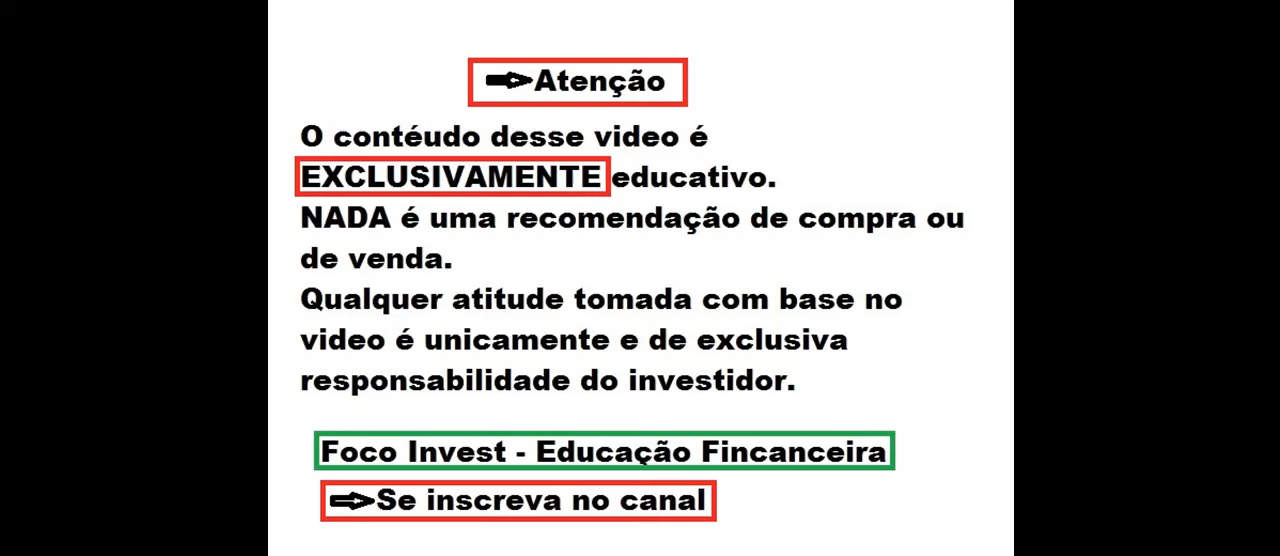 Atenção
O contéudo desse video é
EXCLUSIVAMENTE educativo.
NADA é uma recomendação de compra ou
de venda.
Qualquer atitude tomada com base no
video é unicamente e de exclusiva
responsabilidade do investidor.
Foco Invest - Educação Fincanceira
Se inscreva no canal